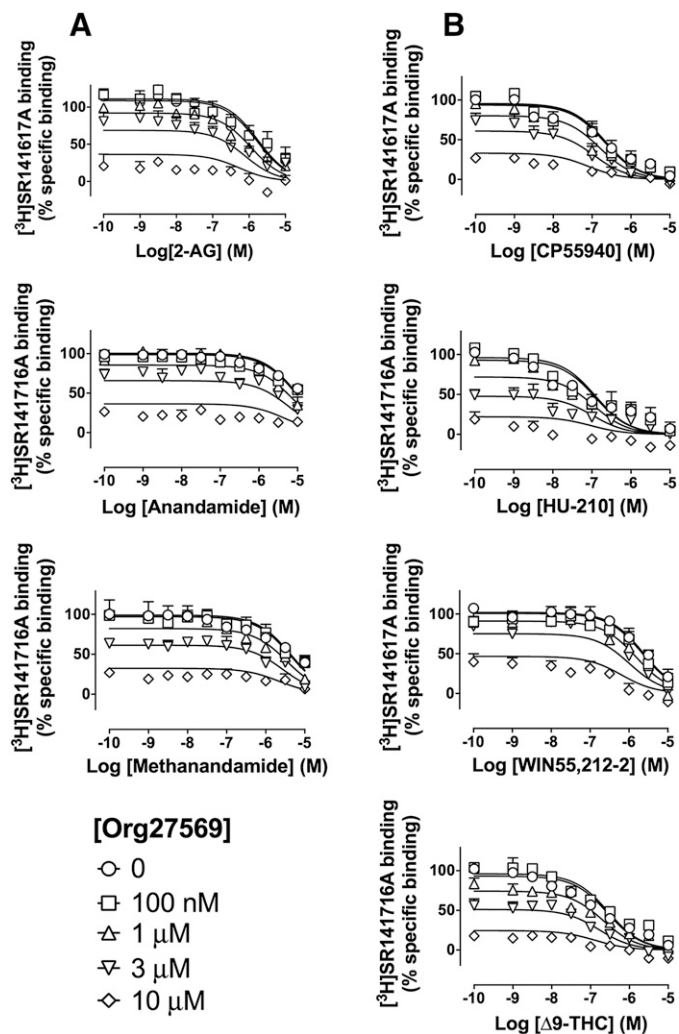 A
[³H]SR141617A binding
(% specific binding)
100
50
0
-10 -9 -8 -7 -6 -5
Log[2-AG] (M)
[³H]SR141716A binding
(% specific binding)
100
50
0
-10 -9 -8 -7 -6 -5
Log [Anandamide] (M)
[³H]SR141716A binding
(% specific binding)
100
50
0
-10 -9 -8 -7 -6 -5
Log [Methanandamide] (M)
[Org27569]
0
100 nM
1 μM
3 μM
10 μM
B
[³H]SR141617A binding
(% specific binding)
100
50
0
-10 -9 -8 -7 -6 -5
Log [CP55940] (M)
[³H]SR141716A binding
(% specific binding)
100
50
0
-10 -9 -8 -7 -6 -5
Log [HU-210] (M)
[³H]SR141617A binding
(% specific binding)
100
50
0
-10 -9 -8 -7 -6 -5
Log [WIN55,212-2] (M)
[³H]SR141716A binding
(% specific binding)
100
50
0
-10 -9 -8 -7 -6 -5
Log [Δ9-THC] (M)